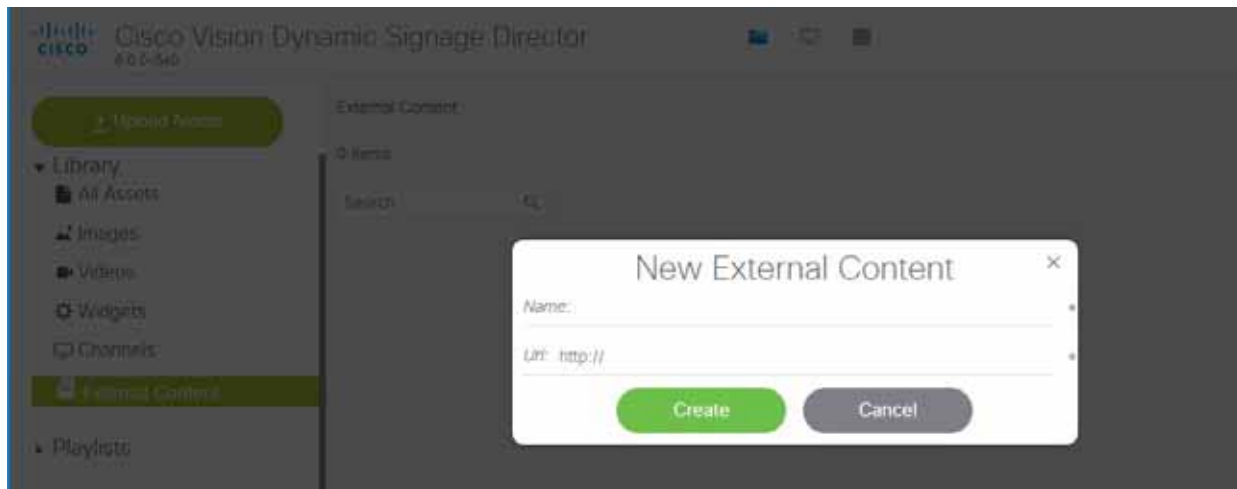 CISCO
Cisco Vision Dynamic Signage Director
Upload Assets
External Content
0 items
Library
All Assets
Search
Images
Videos
Widgets
Channels
External Content
Playlists
New External Content
×
Name:
*
Url: http://
*
Create
Cancel